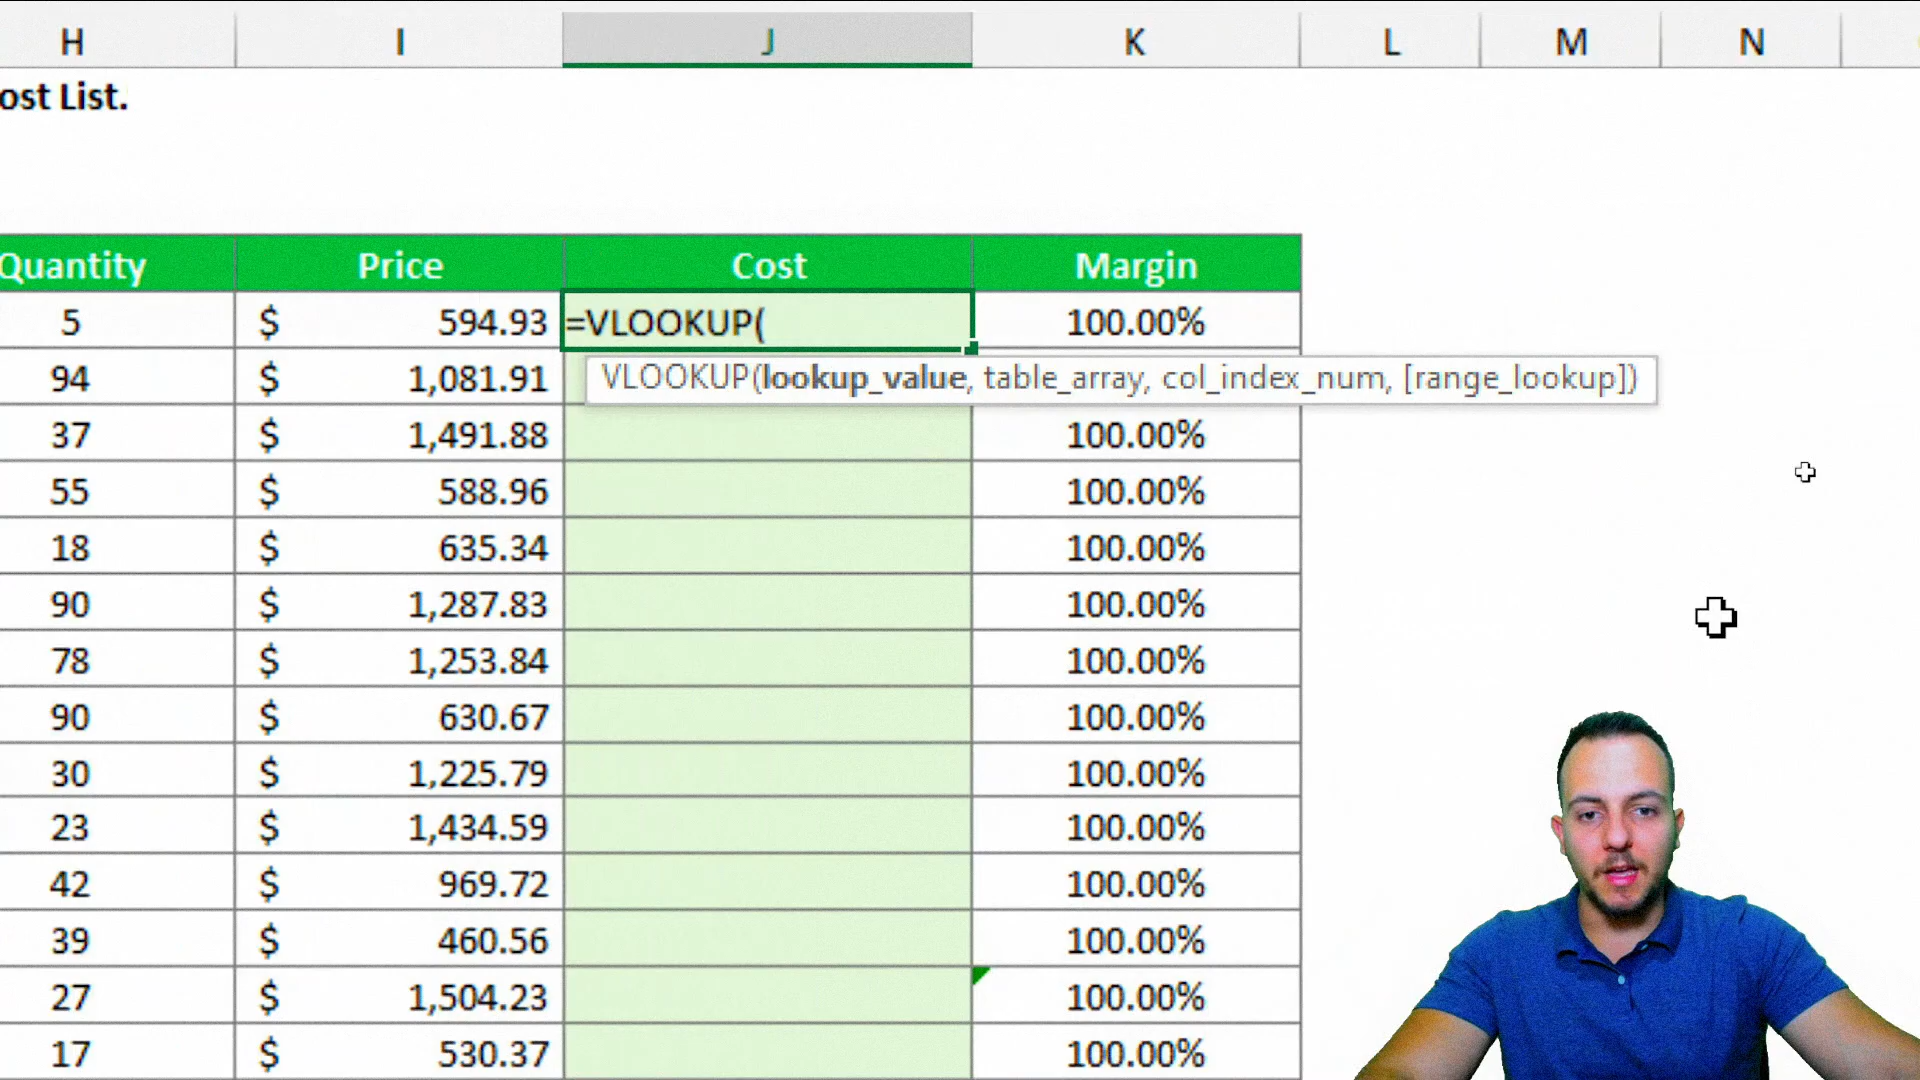 H I J K L M N
ost List.
Quantity Price Cost Margin
5 $ 594.93 =VLOOKUP( 100.00%
94 $ 1,081.91 VLOOKUP(lookup_value, table_array, col_index_num, [range_lookup])
37 $ 1,491.88 100.00%
55 $ 588.96 100.00%
18 $ 635.34 100.00%
90 $ 1,287.83 100.00%
78 $ 1,253.84 100.00%
90 $ 630.67 100.00%
30 $ 1,225.79 100.00%
23 $ 1,434.59 100.00%
42 $ 969.72 100.00%
39 $ 460.56 100.00%
27 $ 1,504.23 100.00%
17 $ 530.37 100.00%